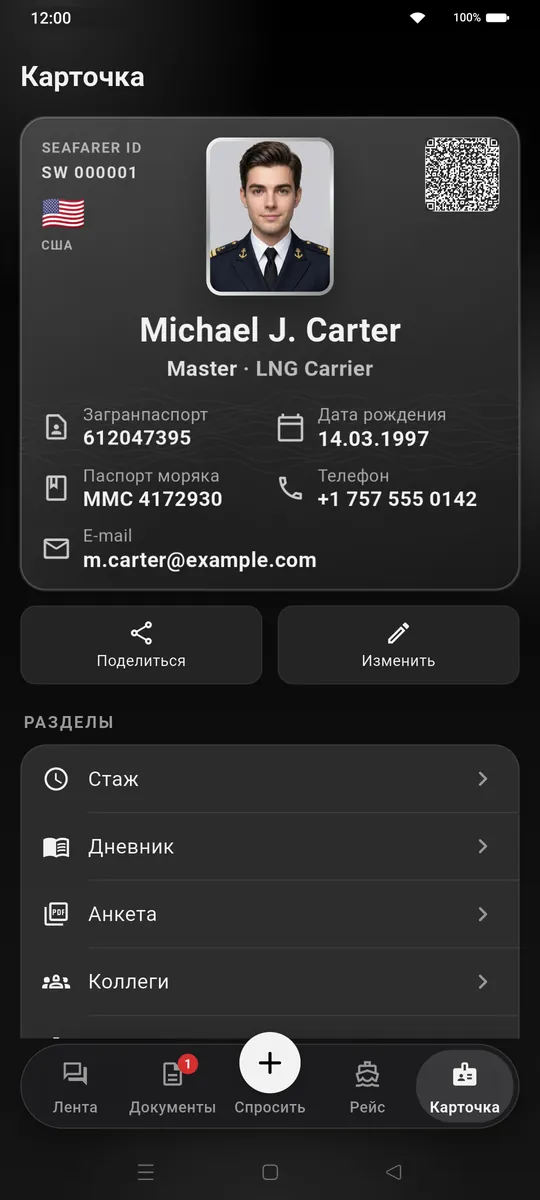 12:00
100%
Карточка
SEAFARER ID
SW 000001
США
Michael J. Carter
Master · LNG Carrier
Загранпаспорт
612047395
Дата рождения
14.03.1997
Паспорт моряка
MMC 4172930
Телефон
+1 757 555 0142
E-mail
m.carter@example.com
Поделиться
Изменить
РАЗДЕЛЫ
Стаж
Дневник
PDF
Анкета
Коллеги
1
Лента
Документы
Спросить
Рейс
Карточка